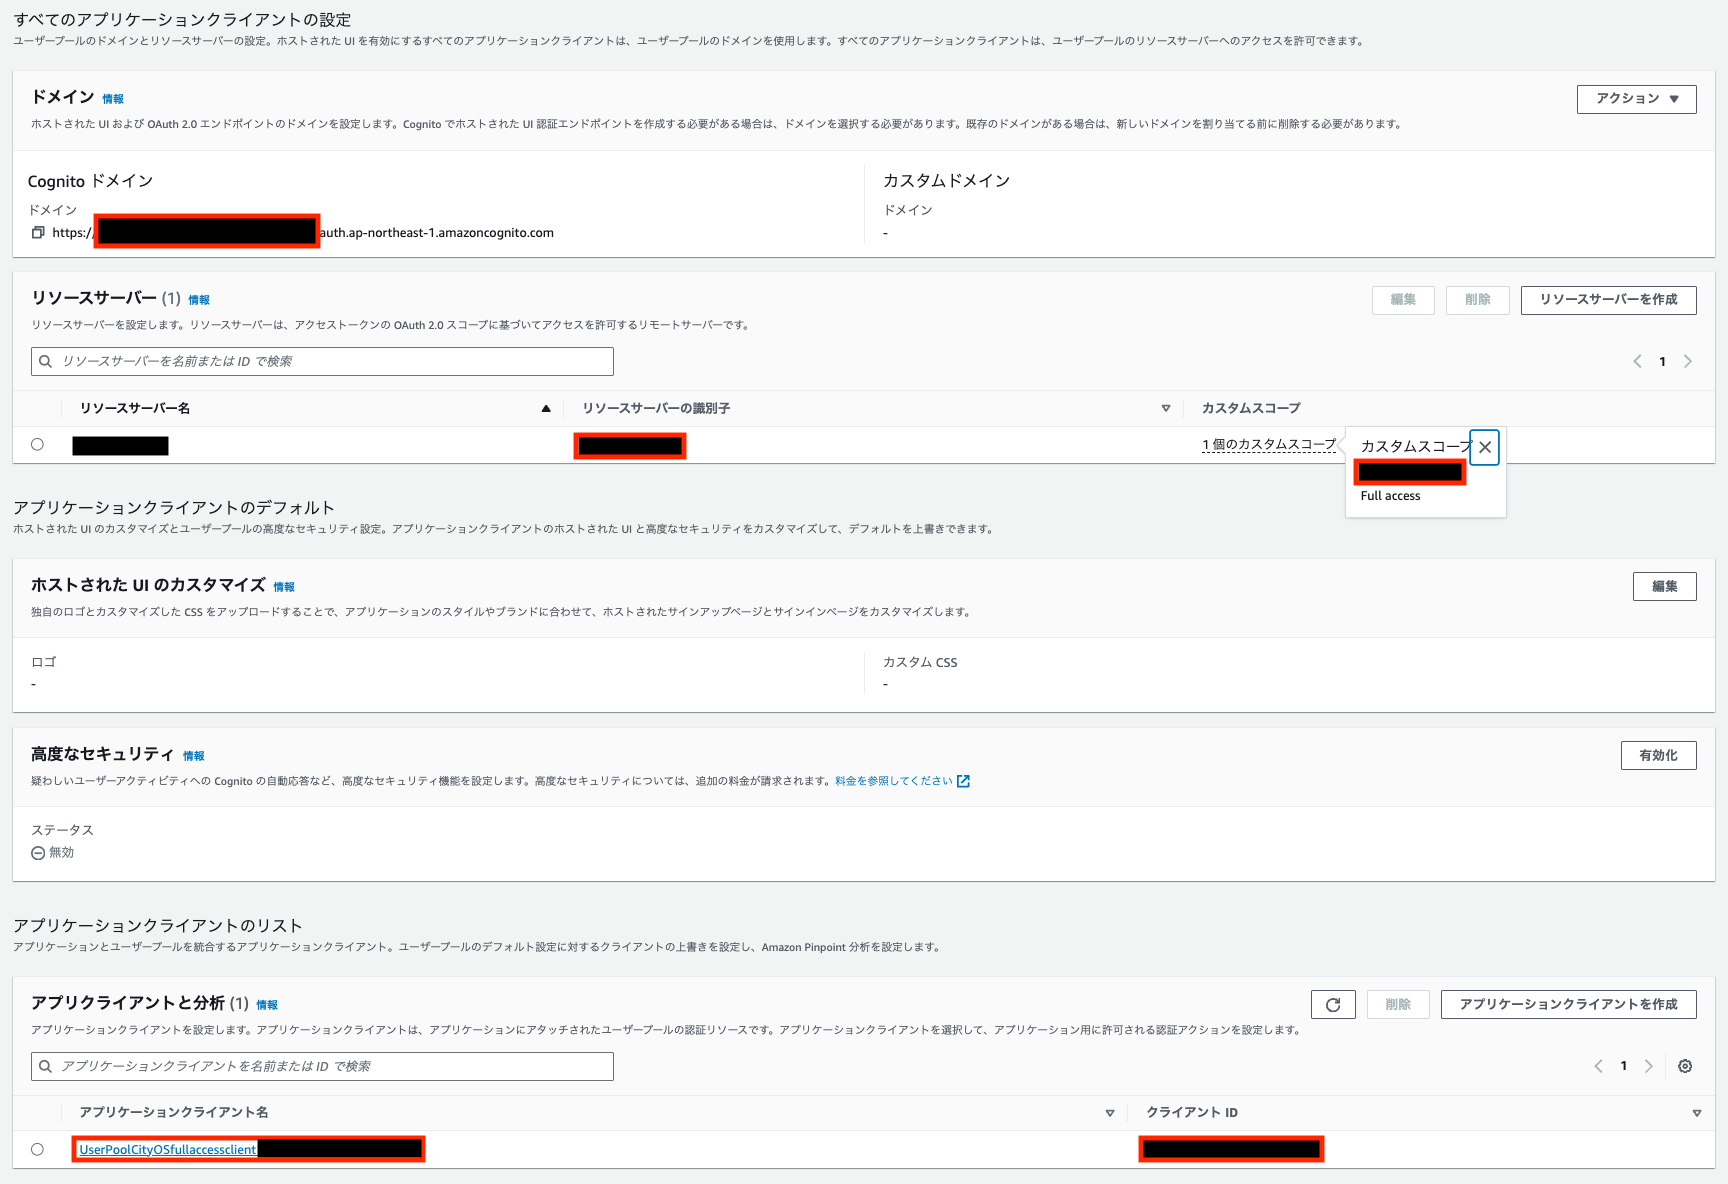 すべてのアプリケーションクライアントの設定
ユーザープールのドメインとリソースサーバーの設定。ホストされた UI を有効にするすべてのアプリケーションクライアントは、ユーザープールのドメインを使用します。すべてのアプリケーションクライアントは、ユーザープールのリソースサーバーへのアクセスを許可できます。
ドメイン 情報
アクション ▼
ホストされた UI および OAuth 2.0 エンドポイントのドメインを設定します。Cognito でホストされた UI 認証エンドポイントを作成する必要がある場合は、ドメインを選択する必要があります。既存のドメインがある場合は、新しいドメインを割り当てる前に削除する必要があります。
Cognito ドメイン
ドメイン
https://
auth.ap-northeast-1.amazoncognito.com
カスタムドメイン
ドメイン
-
リソースサーバー (1) 情報
編集 削除 リソースサーバーを作成
リソースサーバーを設定します。リソースサーバーは、アクセストークンの OAuth 2.0 スコープに基づいてアクセスを許可するリモートサーバーです。
リソースサーバーを名前または ID で検索
1
リソースサーバー名 リソースサーバーの識別子 カスタムスコープ
1 個のカスタムスコープ
カスタムスコープ
Full access
アプリケーションクライアントのデフォルト
ホストされた UI のカスタマイズとユーザープールの高度なセキュリティ設定。アプリケーションクライアントのホストされた UI と高度なセキュリティをカスタマイズして、デフォルトを上書きできます。
ホストされた UI のカスタマイズ 情報
編集
独自のロゴとカスタマイズした CSS をアップロードすることで、アプリケーションのスタイルやブランドに合わせて、ホストされたサインアップページとサインインページをカスタマイズします。
ロゴ
-
カスタム CSS
-
高度なセキュリティ 情報
有効化
疑わしいユーザーアクティビティへの Cognito の自動応答など、高度なセキュリティ機能を設定します。高度なセキュリティについては、追加の料金が請求されます。料金を参照してください
ステータス
無効
アプリケーションクライアントのリスト
アプリケーションとユーザープールを統合するアプリケーションクライアント。ユーザープールのデフォルト設定に対するクライアントの上書きを設定し、Amazon Pinpoint 分析を設定します。
アプリクライアントと分析 (1) 情報
削除 アプリケーションクライアントを作成
アプリケーションクライアントを設定します。アプリケーションクライアントは、アプリケーションにアタッチされたユーザープールの認証リソースです。アプリケーションクライアントを選択して、アプリケーション用に許可される認証アクションを設定します。
アプリケーションクライアントを名前または ID で検索
1
アプリケーションクライアント名 クライアント ID
UserPoolCityOSfullaccessclient